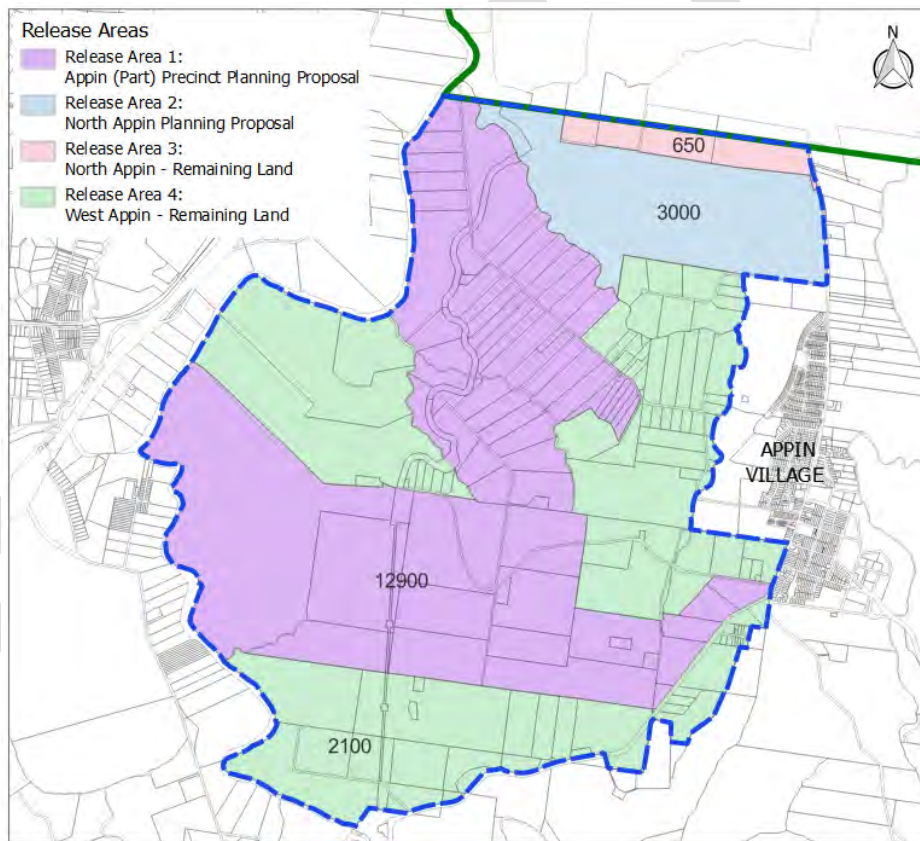 Release Areas
Release Area 1:
Appin (Part) Precinct Planning Proposal
Release Area 2:
North Appin Planning Proposal
Release Area 3:
North Appin - Remaining Land
Release Area 4:
West Appin - Remaining Land
N
650
3000
APPIN
VILLAGE
12900
2100